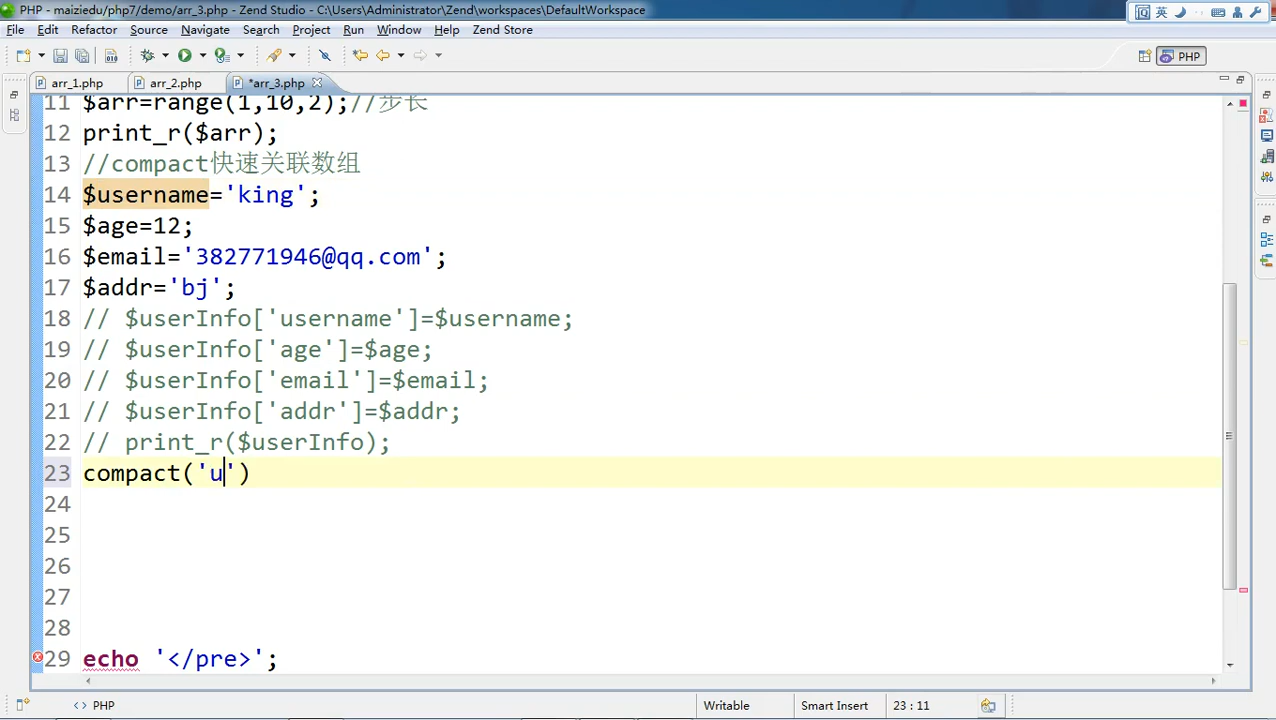 PHP - maiziedu/php7/demo/arr_3.php - Zend Studio - C:\Users\Administrator\Zend\workspaces\DefaultWorkspace
英
File Edit Refactor Source Navigate Search Project Run Window Help Zend Store
PHP
arr_1.php arr_2.php *arr_3.php
11 $arr=range(1,10,2);//步长
12 print_r($arr);
13 //compact快速关联数组
14 $username='king';
15 $age=12;
16 $email='382771946@qq.com';
17 $addr='bj';
18 // $userInfo['username']=$username;
19 // $userInfo['age']=$age;
20 // $userInfo['email']=$email;
21 // $userInfo['addr']=$addr;
22 // print_r($userInfo);
23 compact('u')
24
25
26
27
28
29 echo '</pre>';
<> PHP Writable Smart Insert 23 : 11